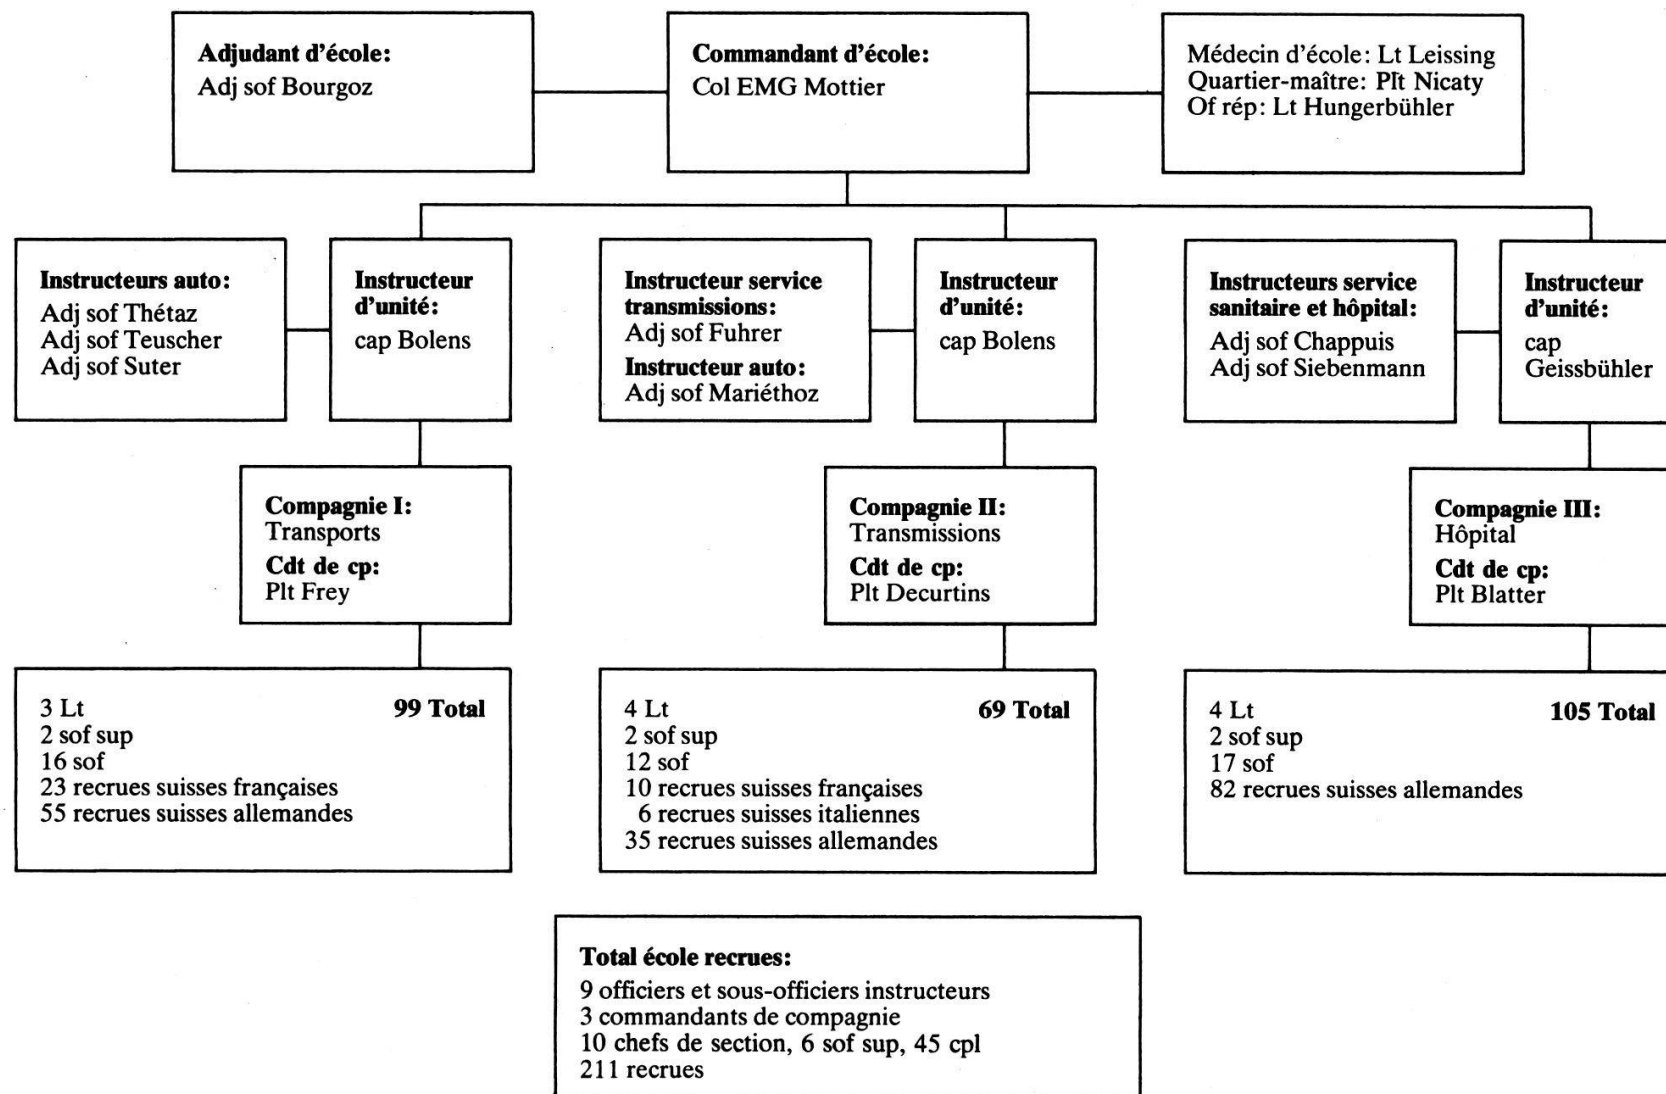 Adjudant d'école:
Adj sof Bourgoz
Commandant d'école:
Col EMG Mottier
Médecin d'école: Lt Leissing
Quartier-maître: Plt Nicaty
Of rép: Lt Hungerbühler
Instructeurs auto:
Adj sof Thétaz
Adj sof Teuscher
Adj sof Suter
Instructeur
d'unité:
cap Bolens
Instructeur service
transmissions:
Adj sof Fuhrer
Instructeur auto:
Adj sof Mariéthoz
Instructeur
d'unité:
cap Bolens
Instructeurs service
sanitaire et hôpital:
Adj sof Chappuis
Adj sof Siebenmann
Instructeur
d'unité:
cap
Geissbühler
Compagnie I:
Transports
Cdt de cp:
Plt Frey
Compagnie II:
Transmissions
Cdt de cp:
Plt Decurtins
Compagnie III:
Hôpital
Cdt de cp:
Plt Blatter
3 Lt 99 Total
2 sof sup
16 sof
23 recrues suisses françaises
55 recrues suisses allemandes
4 Lt 69 Total
2 sof sup
12 sof
10 recrues suisses françaises
6 recrues suisses italiennes
35 recrues suisses allemandes
4 Lt 105 Total
2 sof sup
17 sof
82 recrues suisses allemandes
Total école recrues:
9 officiers et sous-officiers instructeurs
3 commandants de compagnie
10 chefs de section, 6 sof sup, 45 cpl
211 recrues